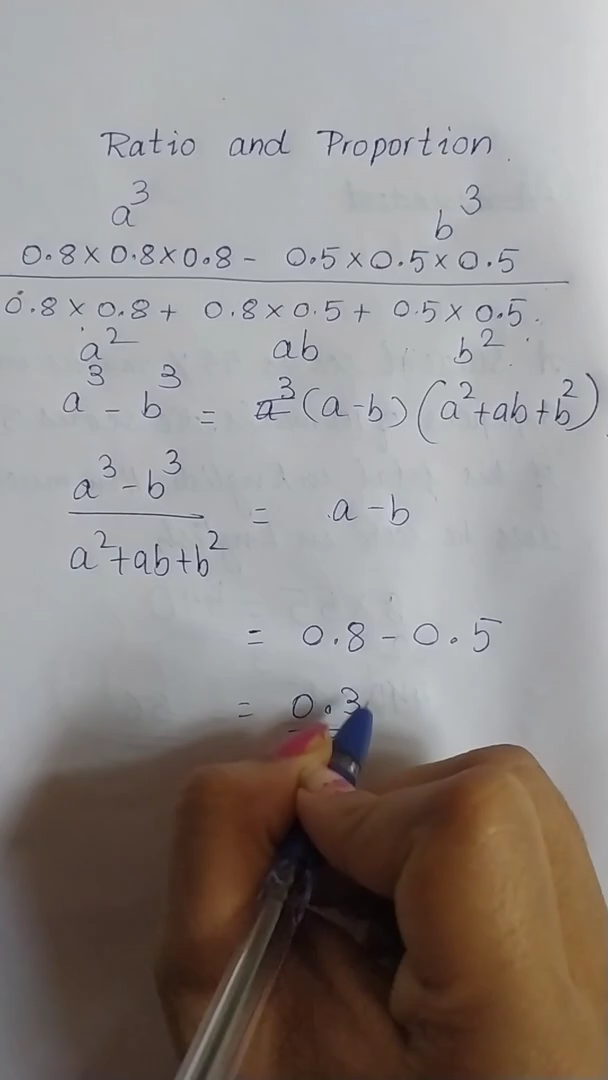 Ratio and Proportion.
a³ b³
0.8 × 0.8 × 0.8 - 0.5 × 0.5 × 0.5
0.8 × 0.8 + 0.8 × 0.5 + 0.5 × 0.5.
a² ab b²
a³ - b³ = (a-b) (a²+ab+b²)
a³ - b³
= a - b
a²+ab+b²
= 0.8 - 0.5
= 0.3